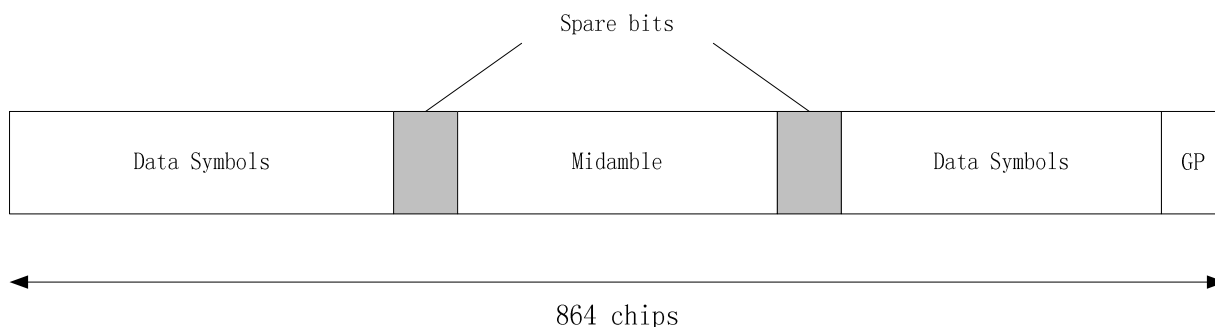 Spare bits
Data Symbols
Midamble
Data Symbols
GP
864 chips